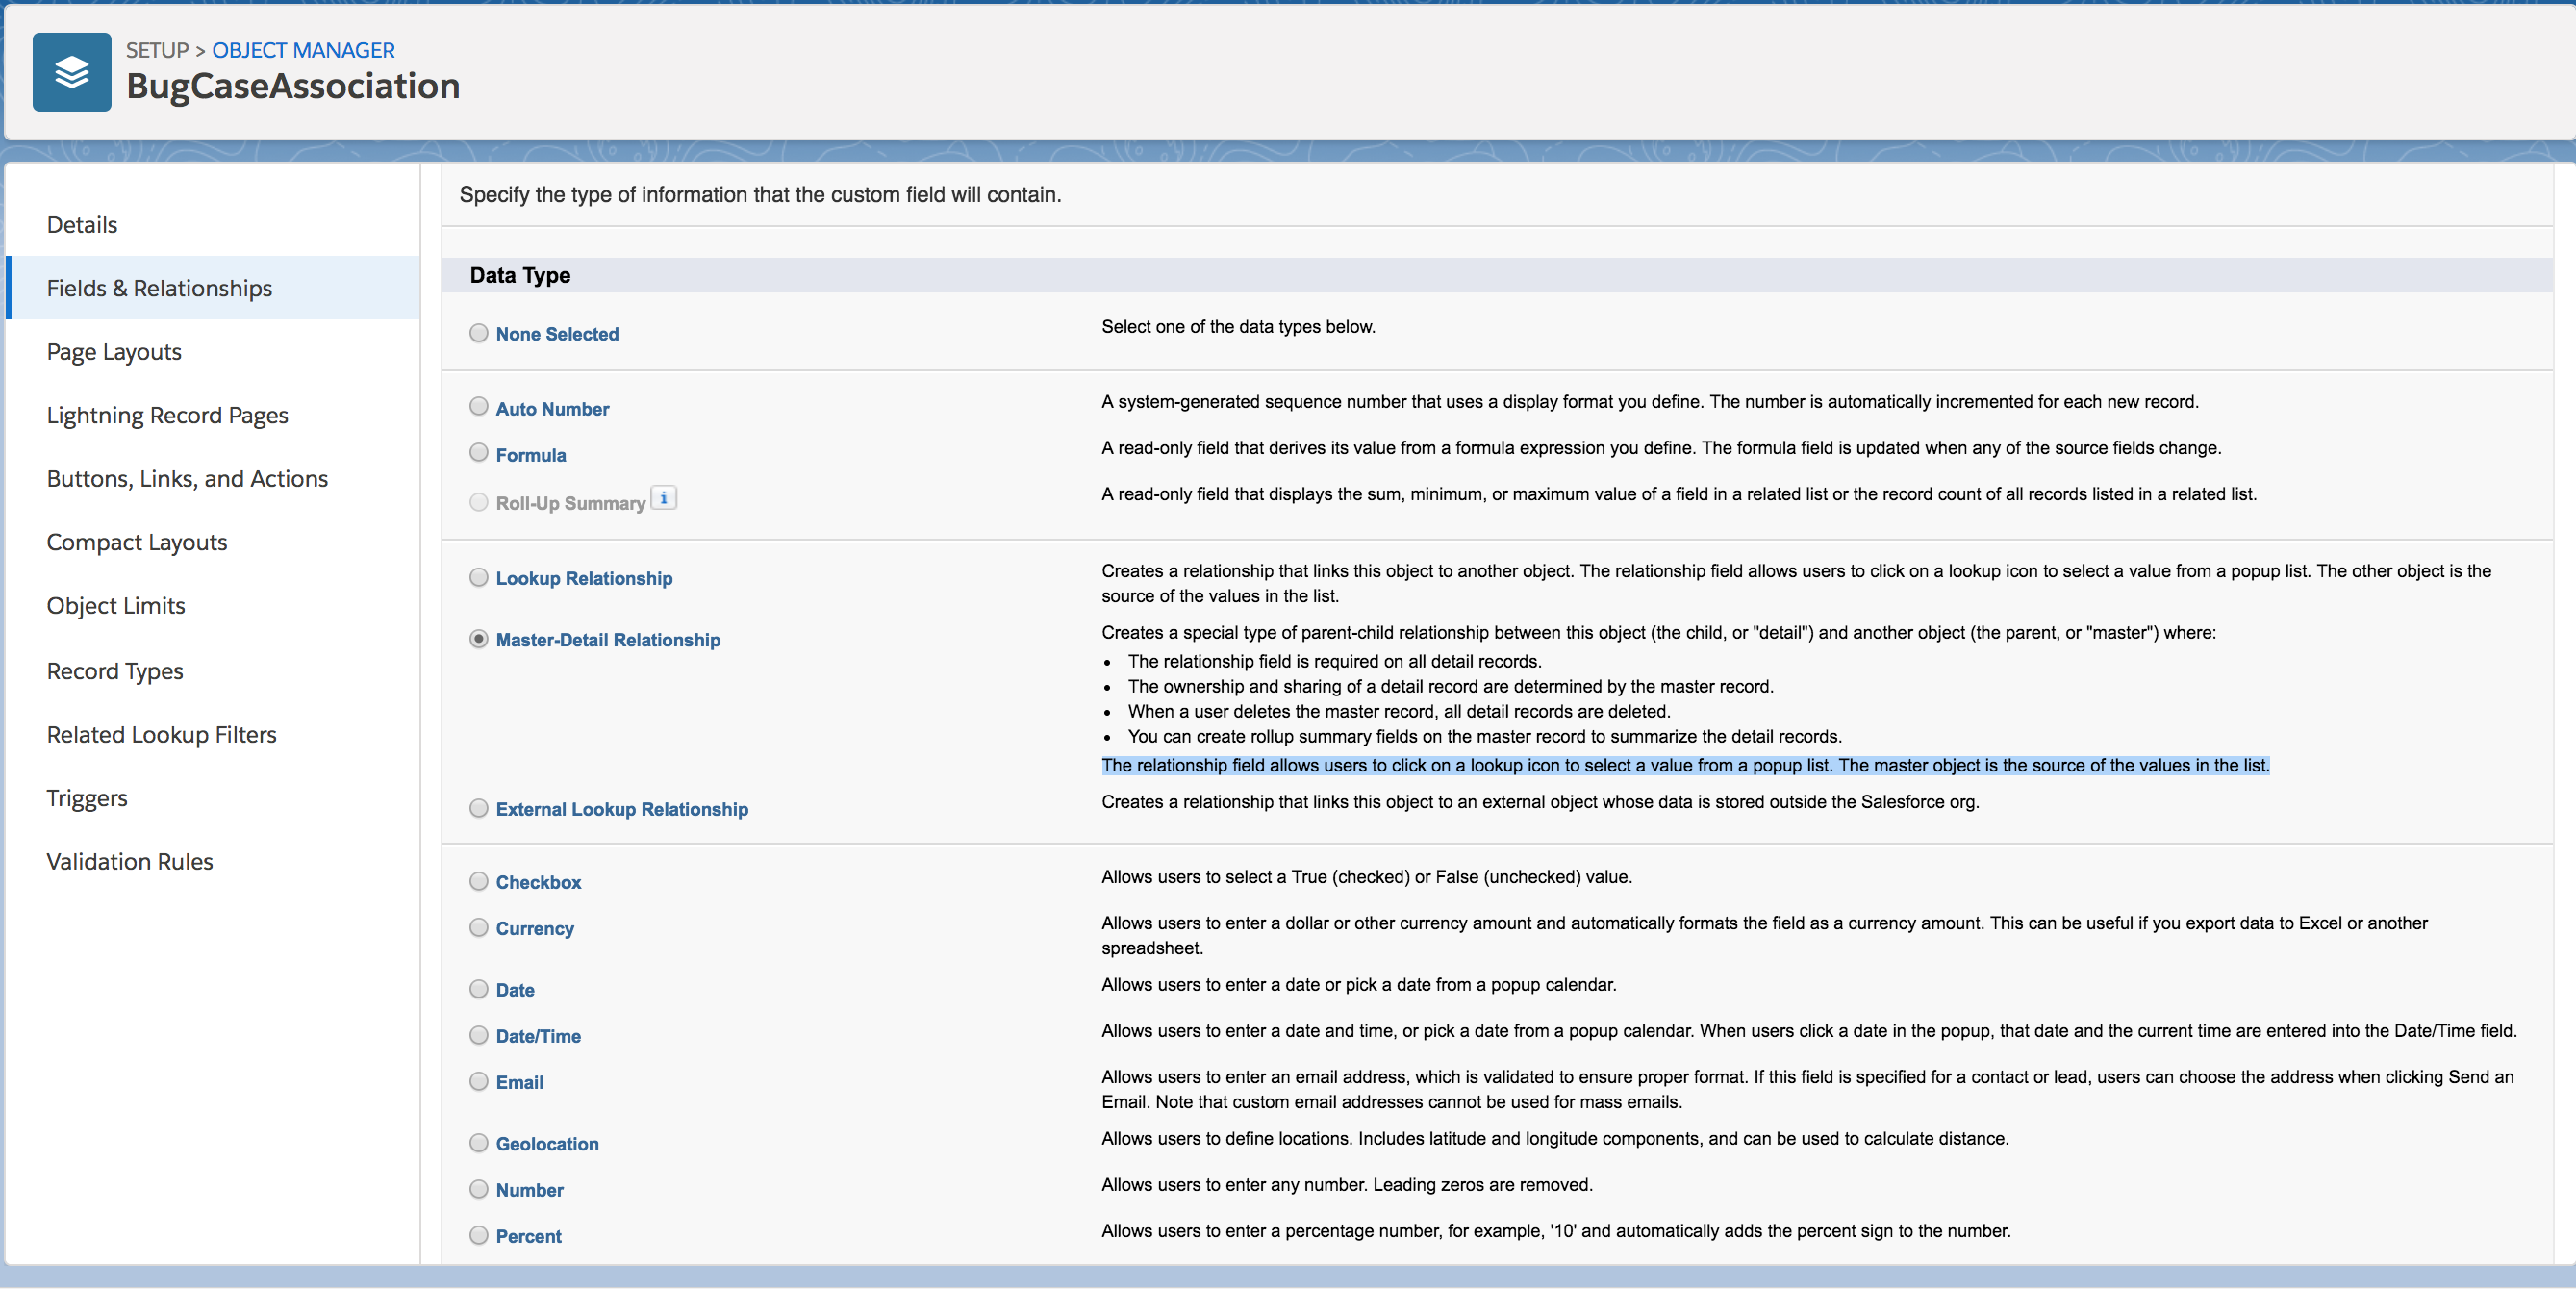 SETUP > OBJECT MANAGER
BugCaseAssociation
Details
Fields & Relationships
Page Layouts
Lightning Record Pages
Buttons, Links, and Actions
Compact Layouts
Object Limits
Record Types
Related Lookup Filters
Triggers
Validation Rules
Specify the type of information that the custom field will contain.
Data Type
None Selected
Select one of the data types below.
Auto Number
A system-generated sequence number that uses a display format you define. The number is automatically incremented for each new record.
Formula
A read-only field that derives its value from a formula expression you define. The formula field is updated when any of the source fields change.
Roll-Up Summary i
A read-only field that displays the sum, minimum, or maximum value of a field in a related list or the record count of all records listed in a related list.
Lookup Relationship
Creates a relationship that links this object to another object. The relationship field allows users to click on a lookup icon to select a value from a popup list. The other object is the
source of the values in the list.
Master-Detail Relationship
Creates a special type of parent-child relationship between this object (the child, or "detail") and another object (the parent, or "master") where:
• The relationship field is required on all detail records.
• The ownership and sharing of a detail record are determined by the master record.
• When a user deletes the master record, all detail records are deleted.
• You can create rollup summary fields on the master record to summarize the detail records.
The relationship field allows users to click on a lookup icon to select a value from a popup list. The master object is the source of the values in the list.
External Lookup Relationship
Creates a relationship that links this object to an external object whose data is stored outside the Salesforce org.
Checkbox
Allows users to select a True (checked) or False (unchecked) value.
Currency
Allows users to enter a dollar or other currency amount and automatically formats the field as a currency amount. This can be useful if you export data to Excel or another
spreadsheet.
Date
Allows users to enter a date or pick a date from a popup calendar.
Date/Time
Allows users to enter a date and time, or pick a date from a popup calendar. When users click a date in the popup, that date and the current time are entered into the Date/Time field.
Email
Allows users to enter an email address, which is validated to ensure proper format. If this field is specified for a contact or lead, users can choose the address when clicking Send an
Email. Note that custom email addresses cannot be used for mass emails.
Geolocation
Allows users to define locations. Includes latitude and longitude components, and can be used to calculate distance.
Number
Allows users to enter any number. Leading zeros are removed.
Percent
Allows users to enter a percentage number, for example, '10' and automatically adds the percent sign to the number.